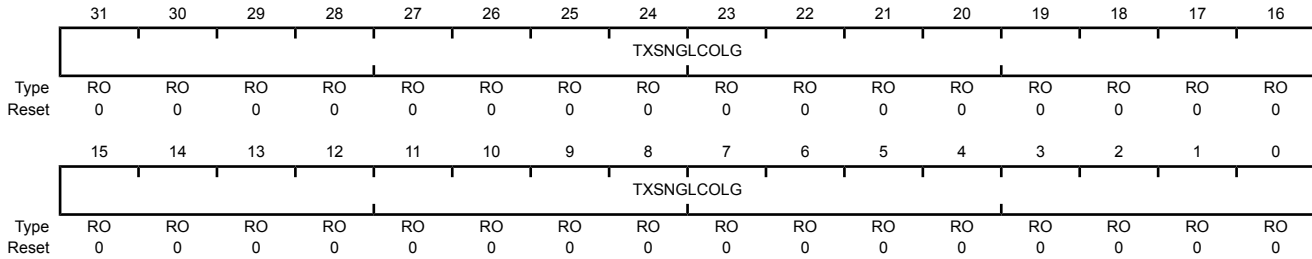 31 30 29 28 27 26 25 24 23 22 21 20 19 18 17 16
TXSNGLCOLG
Type RO RO RO RO RO RO RO RO RO RO RO RO RO RO RO RO
Reset 0 0 0 0 0 0 0 0 0 0 0 0 0 0 0 0
15 14 13 12 11 10 9 8 7 6 5 4 3 2 1 0
TXSNGLCOLG
Type RO RO RO RO RO RO RO RO RO RO RO RO RO RO RO RO
Reset 0 0 0 0 0 0 0 0 0 0 0 0 0 0 0 0